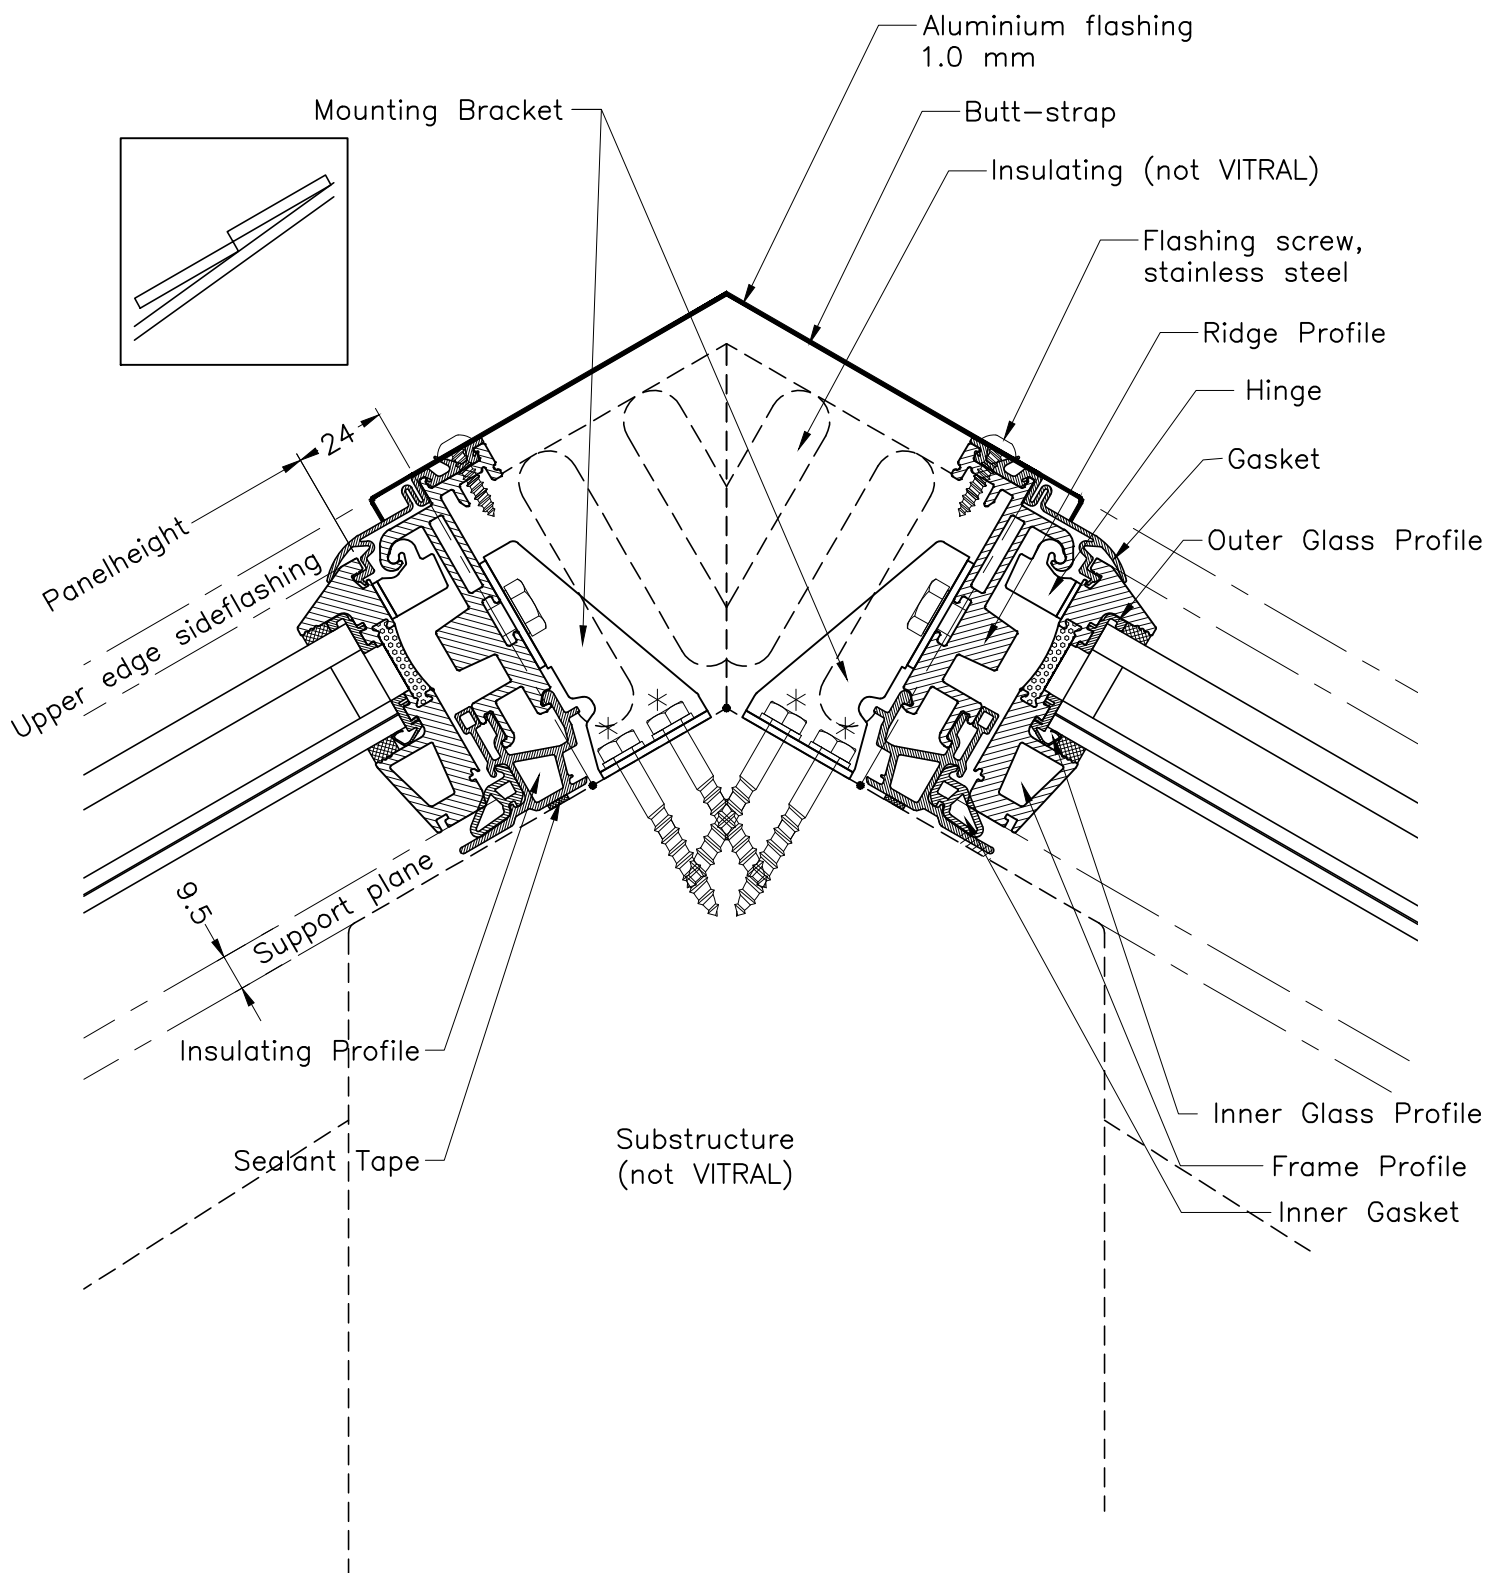 Aluminium flashing
1.0 mm
Mounting Bracket
Butt-strap
Insulating (not VITRAL)
Flashing screw,
stainless steel
Ridge Profile
Hinge
24
Gasket
Panelheight
Outer Glass Profile
Upper edge sideflashing
9.5
Support plane
Insulating Profile
Inner Glass Profile
Substructure
(not VITRAL)
Sealant Tape
Frame Profile
Inner Gasket